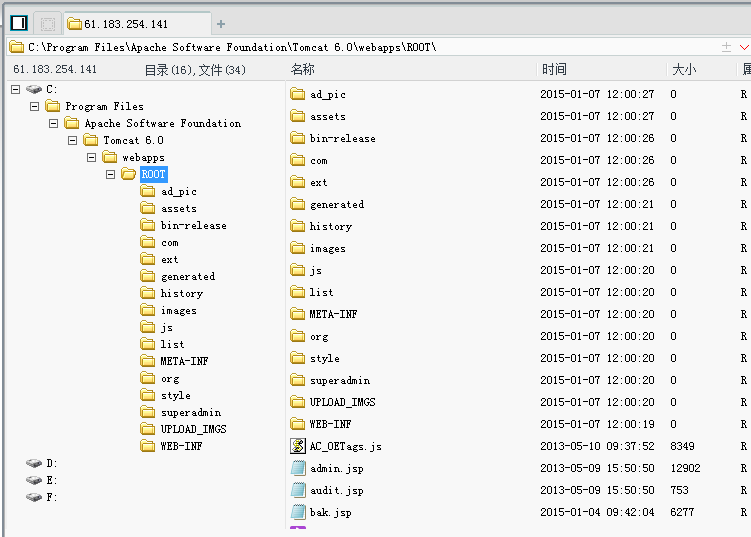 61.183.254.141
C:\Program Files\Apache Software Foundation\Tomcat 6.0\webapps\ROOT\
61.183.254.141 目录(16),文件(34) 名称 时间 大小 属
C:
Program Files
Apache Software Foundation
Tomcat 6.0
webapps
ROOT
ad_pic
assets
bin-release
com
ext
generated
history
images
js
list
META-INF
org
style
superadmin
UPLOAD_IMGS
WEB-INF
D:
E:
F:
ad_pic 2015-01-07 12:00:27 0 R
assets 2015-01-07 12:00:27 0 R
bin-release 2015-01-07 12:00:26 0 R
com 2015-01-07 12:00:26 0 R
ext 2015-01-07 12:00:26 0 R
generated 2015-01-07 12:00:21 0 R
history 2015-01-07 12:00:21 0 R
images 2015-01-07 12:00:21 0 R
js 2015-01-07 12:00:20 0 R
list 2015-01-07 12:00:20 0 R
META-INF 2015-01-07 12:00:20 0 R
org 2015-01-07 12:00:20 0 R
style 2015-01-07 12:00:20 0 R
superadmin 2015-01-07 12:00:20 0 R
UPLOAD_IMGS 2015-01-07 12:00:20 0 R
WEB-INF 2015-01-07 12:00:19 0 R
AC_OETags.js 2013-05-10 09:37:52 8349 R
admin.jsp 2013-05-09 15:50:50 12902 R
audit.jsp 2013-05-09 15:50:50 753 R
bak.jsp 2015-01-04 09:42:04 6277 R